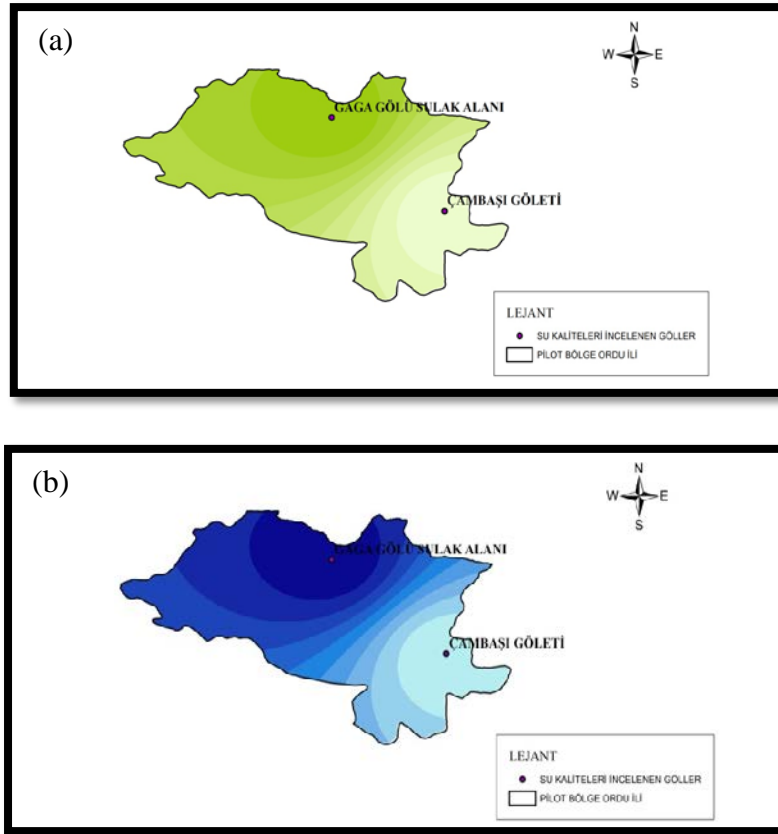 (a)
N
W E
S
GAGA GÖLÜ SULAK ALANI
ÇAMBAŞI GÖLETİ
LEJANT
SU KALİTELERİ İNCELENEN GÖLLER
PİLOT BÖLGE ORDU İLİ
(b)
N
W E
S
GAGA GÖLÜ SULAK ALANI
ÇAMBAŞI GÖLETİ
LEJANT
SU KALİTELERİ İNCELENEN GÖLLER
PİLOT BÖLGE ORDU İLİ